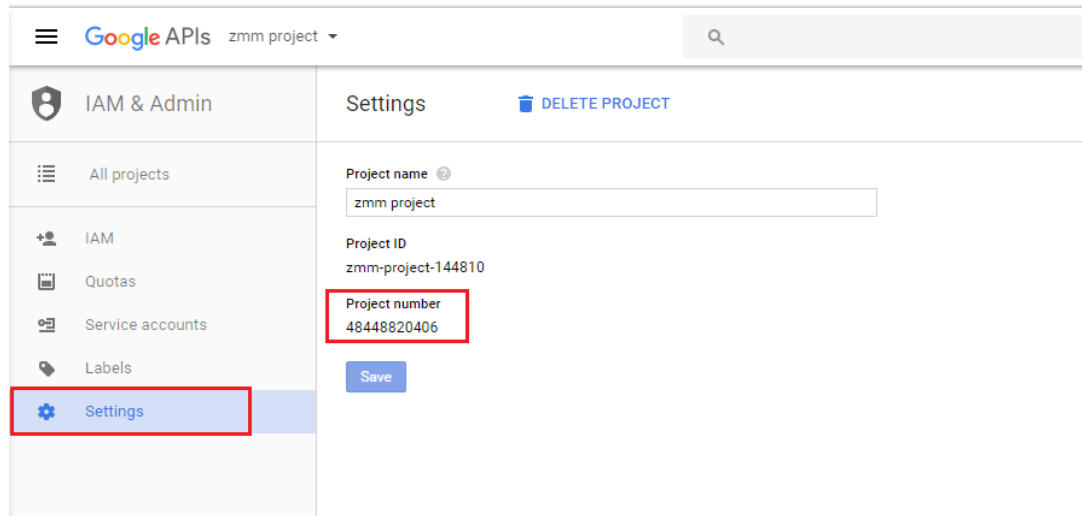 Google APIs zmm project
IAM & Admin
Settings
DELETE PROJECT
All projects
Project name
zmm project
IAM
Project ID
Quotas
zmm-project-144810
Project number
Service accounts
48448820406
Labels
Save
Settings